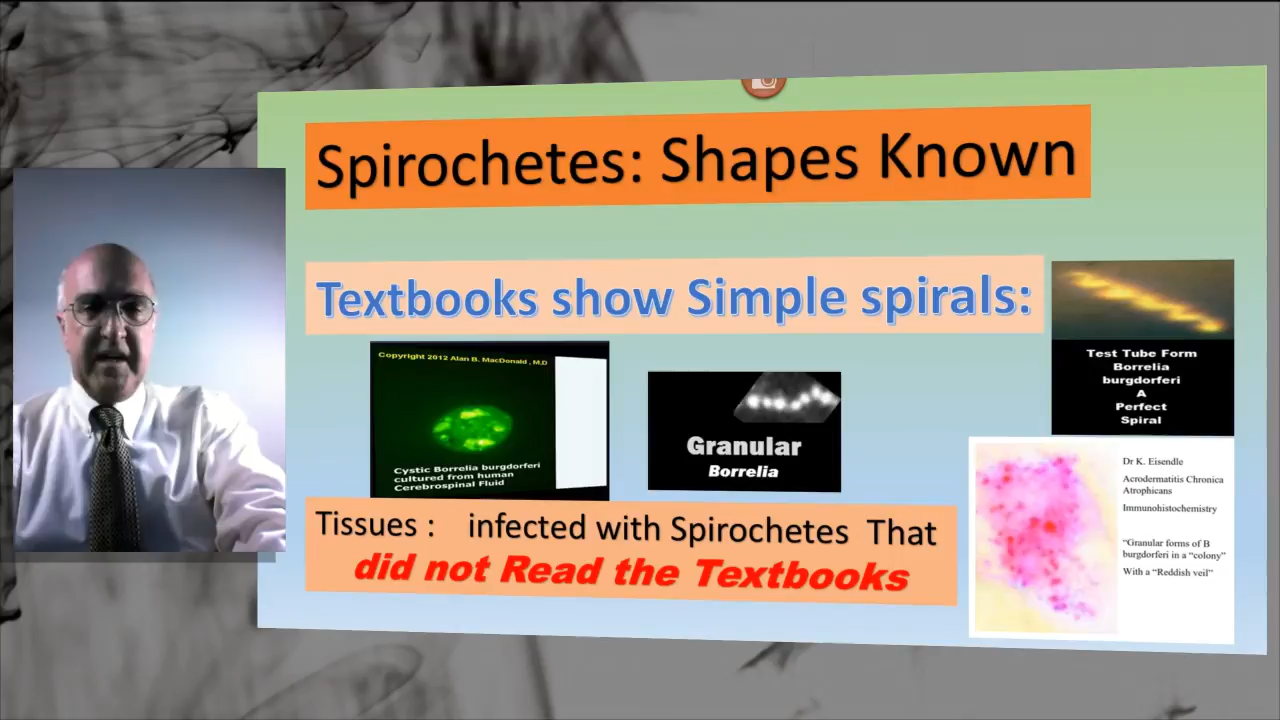 Spirochetes: Shapes Known
Textbooks show Simple spirals:
Copyright 2012 Alan B. MacDonald , M.D
Cystic Borrelia burgdorferi
cultured from human
Cerebrospinal Fluid
Granular
Borrelia
Test Tube Form
Borrelia
burgdorferi
A
Perfect
Spiral
Dr K. Eisendle
Acrodermatitis Chronica
Atrophicans
Immunohistochemistry
"Granular forms of B
burgdorferi in a "colony"
With a "Reddish veil"
Tissues : infected with Spirochetes That
did not Read the Textbooks